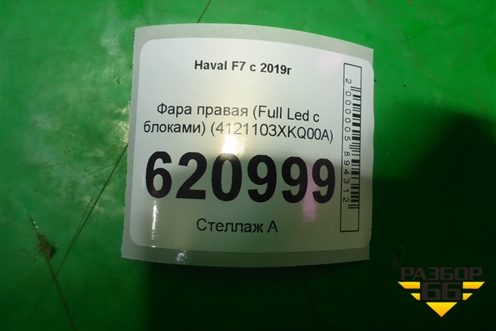 Haval F7 с 2019г
Фара правая (Full Led с
блоками) (4121103XKQ00A)
620999
Стеллаж А
2000005894312
РАЗБОР
66